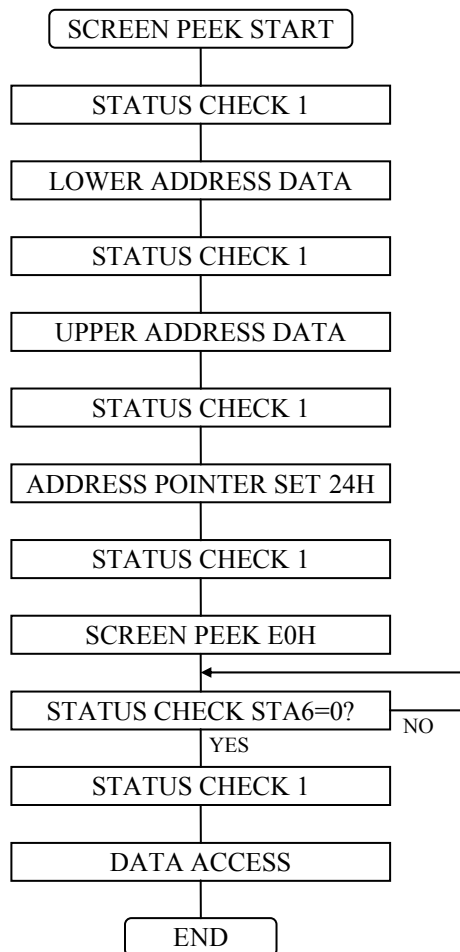 SCREEN PEEK START
STATUS CHECK 1
LOWER ADDRESS DATA
STATUS CHECK 1
UPPER ADDRESS DATA
STATUS CHECK 1
ADDRESS POINTER SET 24H
STATUS CHECK 1
SCREEN PEEK E0H
STATUS CHECK STA6=0?
NO
YES
STATUS CHECK 1
DATA ACCESS
END